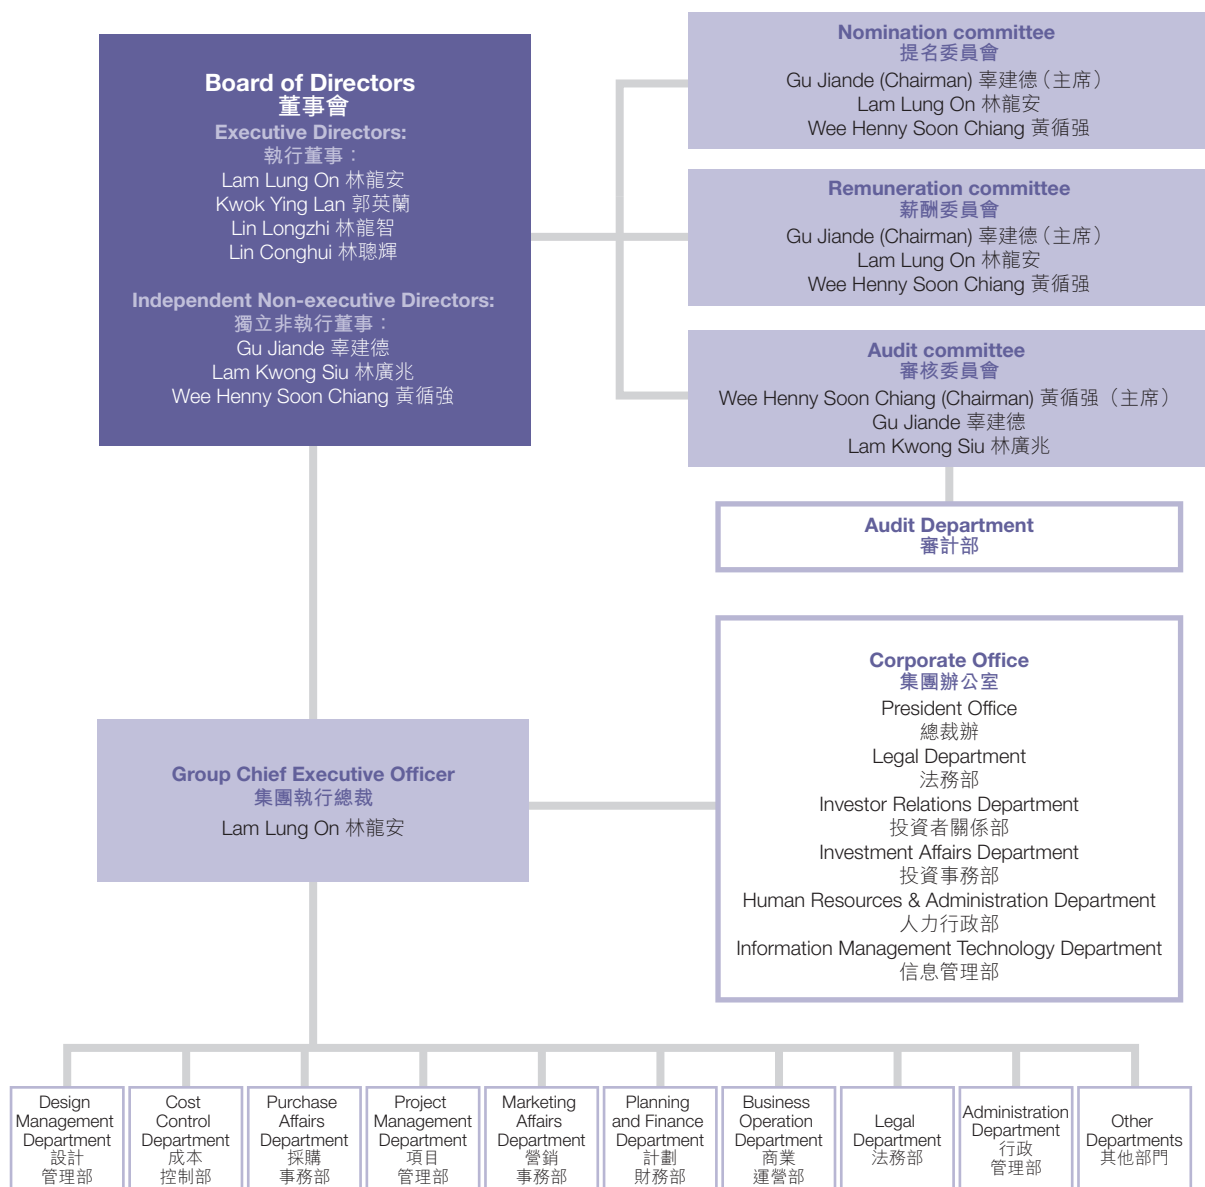 Board of Directors
董事會
Executive Directors:
執行董事：
Lam Lung On 林龍安
Kwok Ying Lan 郭英蘭
Lin Longzhi 林龍智
Lin Conghui 林聰輝
Independent Non-executive Directors:
獨立非執行董事：
Gu Jiande 辜建德
Lam Kwong Siu 林廣兆
Wee Henny Soon Chiang 黃循強
Nomination committee
提名委員會
Gu Jiande (Chairman) 辜建德（主席）
Lam Lung On 林龍安
Wee Henny Soon Chiang 黃循强
Remuneration committee
薪酬委員會
Gu Jiande (Chairman) 辜建德（主席）
Lam Lung On 林龍安
Wee Henny Soon Chiang 黃循强
Audit committee
審核委員會
Wee Henny Soon Chiang (Chairman) 黃循强（主席）
Gu Jiande 辜建德
Lam Kwong Siu 林廣兆
Audit Department
審計部
Group Chief Executive Officer
集團執行總裁
Lam Lung On 林龍安
Corporate Office
集團辦公室
President Office
總裁辦
Legal Department
法務部
Investor Relations Department
投資者關係部
Investment Affairs Department
投資事務部
Human Resources & Administration Department
人力行政部
Information Management Technology Department
信息管理部
Design
Management
Department
設計
管理部
Cost
Control
Department
成本
控制部
Purchase
Affairs
Department
採購
事務部
Project
Management
Department
項目
管理部
Marketing
Affairs
Department
營銷
事務部
Planning
and Finance
Department
計劃
財務部
Business
Operation
Department
商業
運營部
Legal
Department
法務部
Administration
Department
行政
管理部
Other
Departments
其他部門